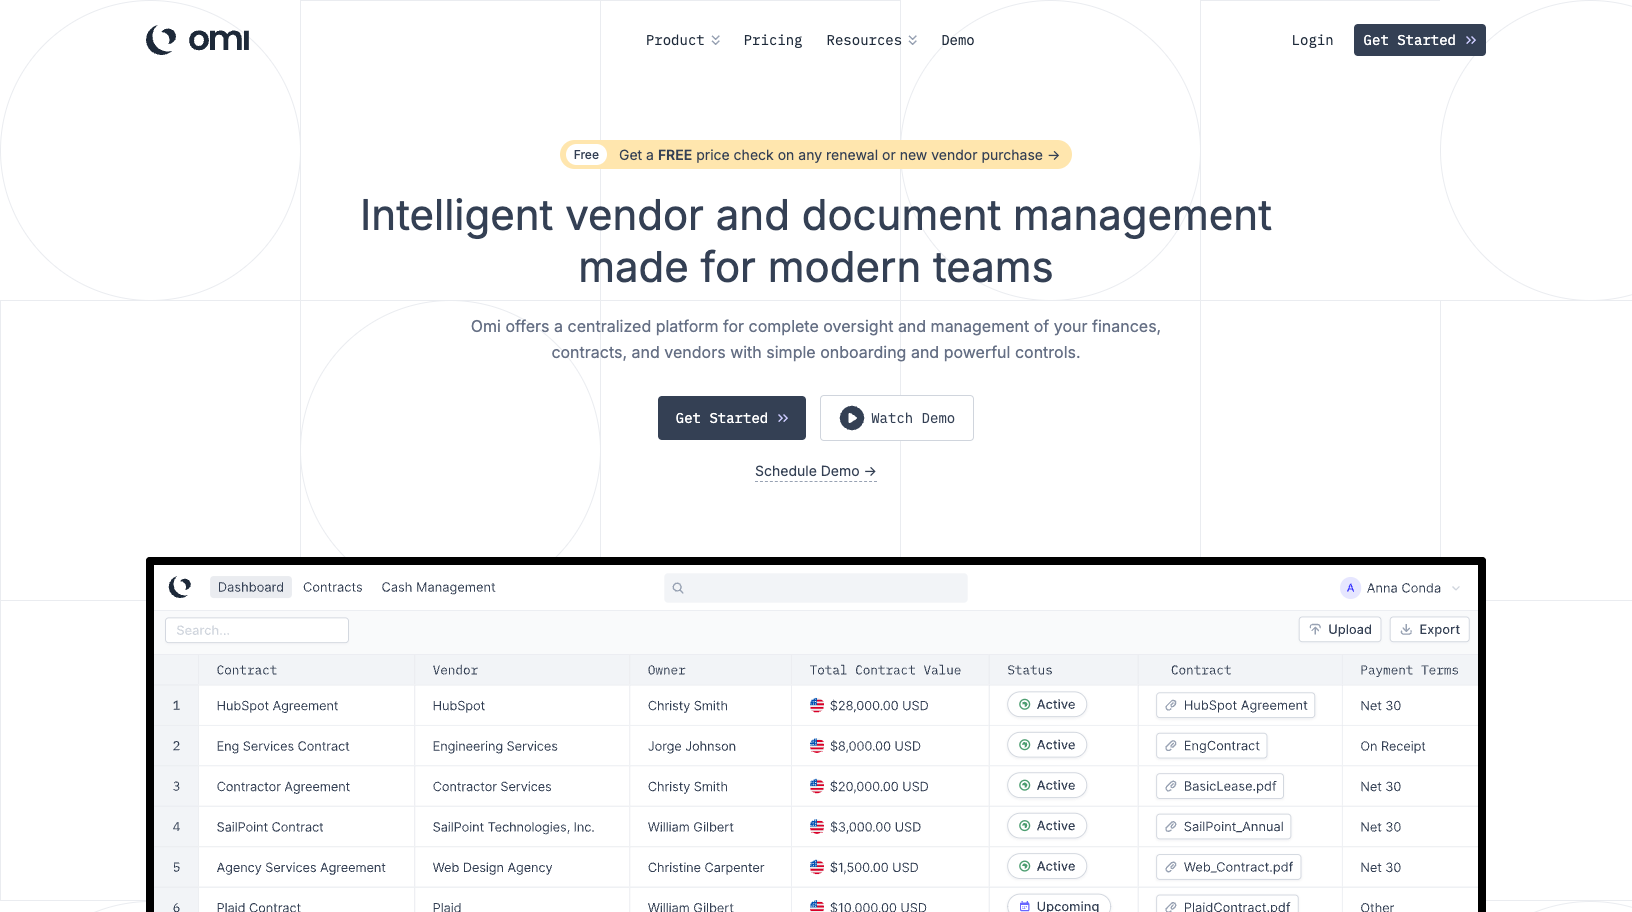 omi
Product Pricing Resources Demo
Login Get Started
Free Get a FREE price check on any renewal or new vendor purchase →
Intelligent vendor and document management
made for modern teams
Omi offers a centralized platform for complete oversight and management of your finances,
contracts, and vendors with simple onboarding and powerful controls.
Get Started Watch Demo
Schedule Demo →
Dashboard Contracts Cash Management A Anna Conda
Search... Upload Export
Contract Vendor Owner Total Contract Value Status Contract Payment Terms
1 HubSpot Agreement HubSpot Christy Smith $28,000.00 USD Active HubSpot Agreement Net 30
2 Eng Services Contract Engineering Services Jorge Johnson $8,000.00 USD Active EngContract On Receipt
3 Contractor Agreement Contractor Services Christy Smith $20,000.00 USD Active BasicLease.pdf Net 30
4 SailPoint Contract SailPoint Technologies, Inc. William Gilbert $3,000.00 USD Active SailPoint_Annual Net 30
5 Agency Services Agreement Web Design Agency Christine Carpenter $1,500.00 USD Active Web_Contract.pdf Net 30
6 Plaid Contract Plaid William Gilbert $10,000.00 USD Upcoming PlaidContract.pdf Other